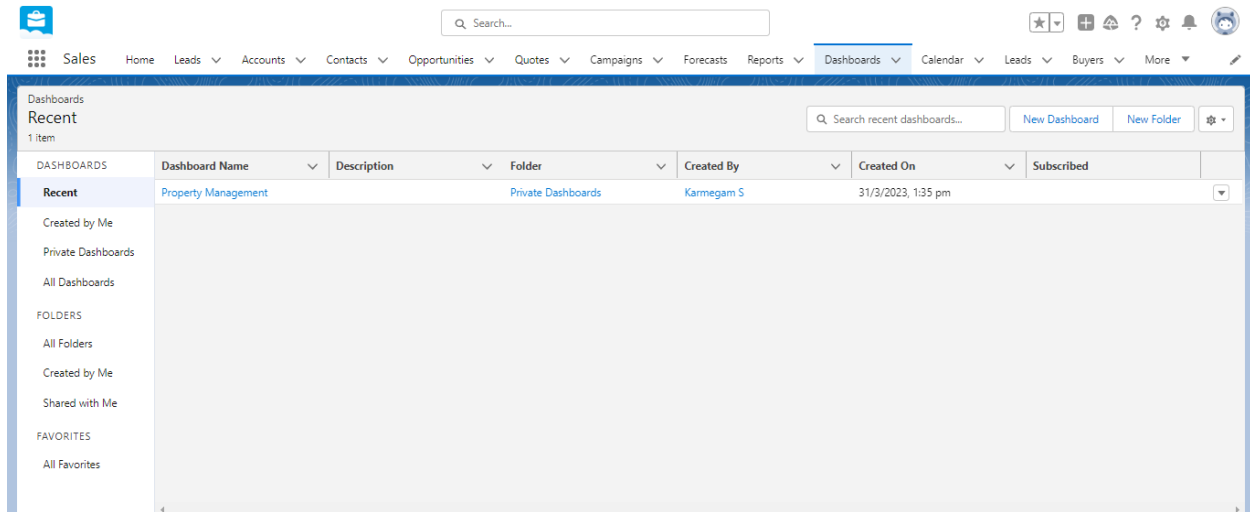 Search...
Sales Home Leads Accounts Contacts Opportunities Quotes Campaigns Forecasts Reports Dashboards Calendar Leads Buyers More
Dashboards
Recent
1 item
Search recent dashboards...
New Dashboard
New Folder
DASHBOARDS
Recent
Created by Me
Private Dashboards
All Dashboards
FOLDERS
All Folders
Created by Me
Shared with Me
FAVORITES
All Favorites
Dashboard Name Description Folder Created By Created On Subscribed
Property Management Private Dashboards Karmegam S 31/3/2023, 1:35 pm